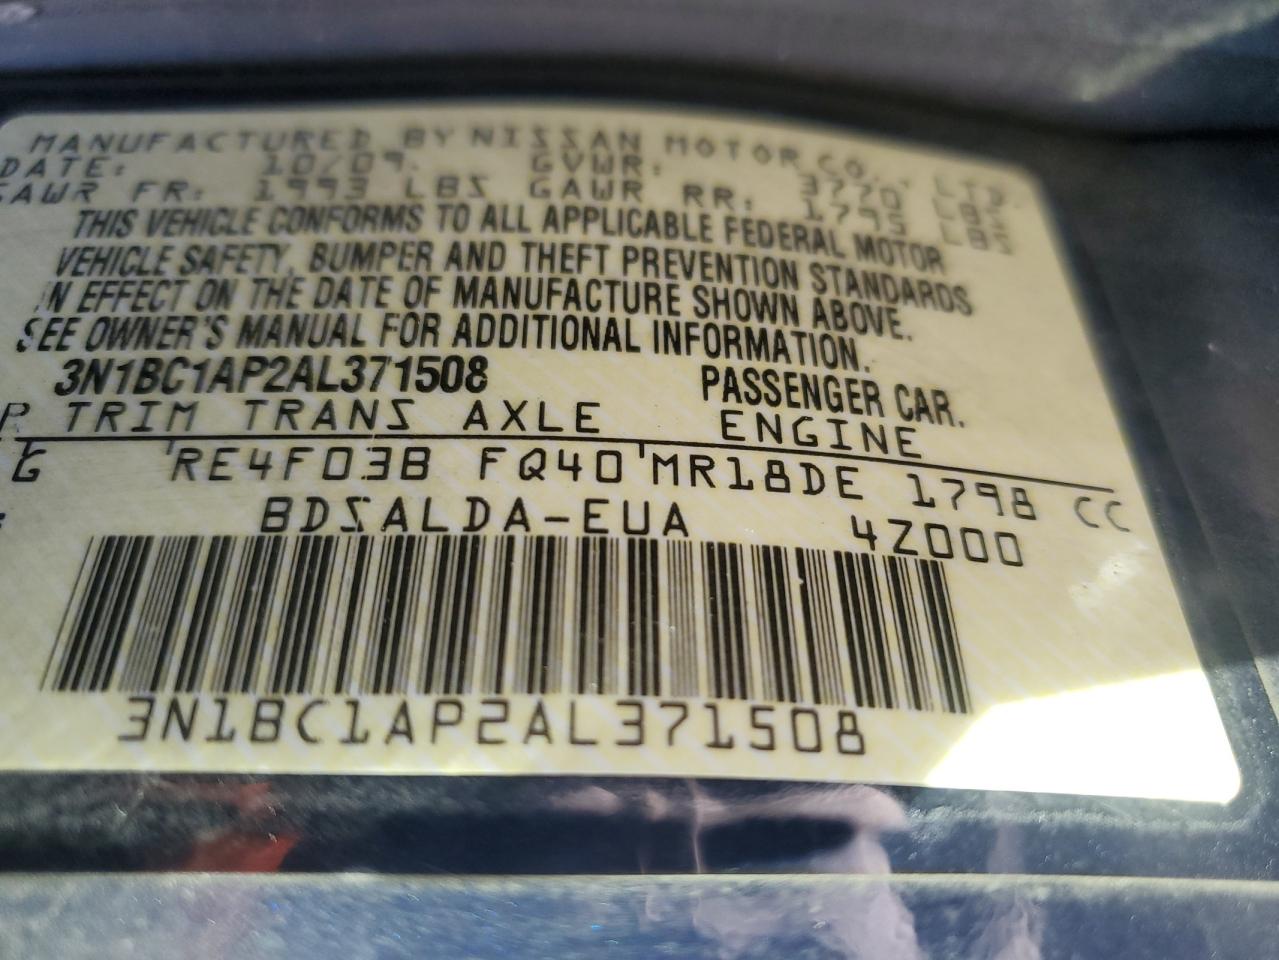 MANUFACTURED BY NISSAN MOTOR CO., LTD.
DATE: 10/09. GVWR: 3770 LBS
GAWR FR: 1993 LBS GAWR RR: 1795 LBS
THIS VEHICLE CONFORMS TO ALL APPLICABLE FEDERAL MOTOR
VEHICLE SAFETY, BUMPER AND THEFT PREVENTION STANDARDS
IN EFFECT ON THE DATE OF MANUFACTURE SHOWN ABOVE.
SEE OWNER'S MANUAL FOR ADDITIONAL INFORMATION.
3N1BC1AP2AL371508 PASSENGER CAR.
R TRIM TRANS AXLE ENGINE
G RE4F03B FQ40 MR18DE 1798 CC
BDSALDA-EUA 4Z000
3N1BC1AP2AL371508